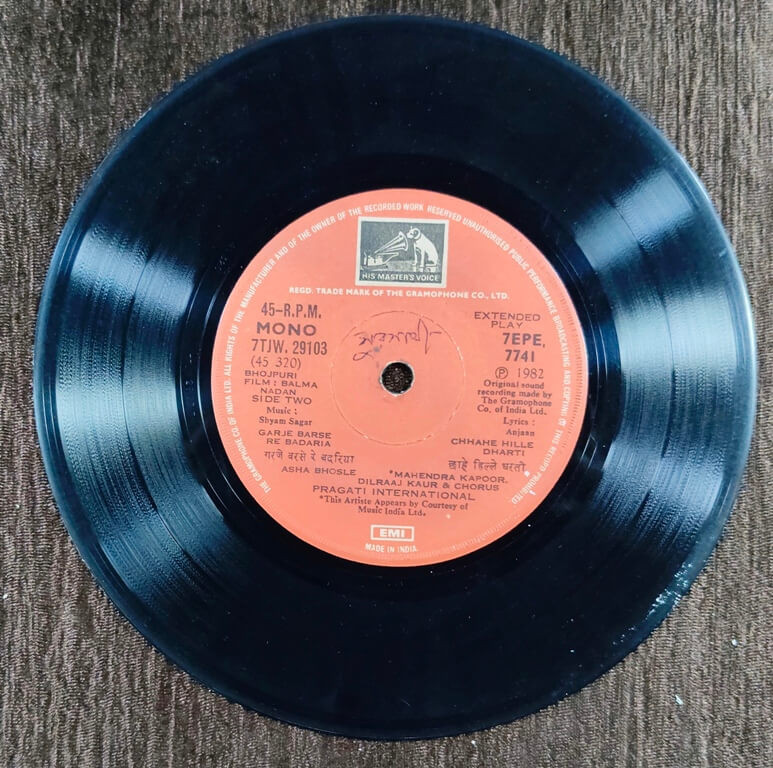 THE GRAMOPHONE CO. OF INDIA LTD. ALL RIGHTS OF THE MANUFACTURER AND OF THE OWNER OF THE RECORDED WORK RESERVED UNAUTHORISED PUBLIC PERFORMANCE BROADCASTING AND COPYING OF THIS RECORD PROHIBITED
HIS MASTER'S VOICE
REGD. TRADE MARK OF THE GRAMOPHONE CO., LTD.
45-R.P.M.
MONO
7TJW. 29103
(45 320)
BHOJPURI
FILM : BALMA
NADAN
SIDE TWO
Music :
Shyam Sagar
GARJE BARSE
RE BADARIA
गरजे बरसे रे बदरिया
ASHA BHOSLE
EXTENDED
PLAY
7EPE.
7741
Ⓟ 1982
Original sound
recording made by
The Gramophone
Co. of India Ltd.
Lyrics :
Anjaan
CHHAHE HILLE
DHARTI
छाहे हिल्ले धरती
*MAHENDRA KAPOOR,
DILRAAJ KAUR & CHORUS
PRAGATI INTERNATIONAL
*This Artiste Appears by Courtesy of
Music India Ltd.
EMI
MADE IN INDIA